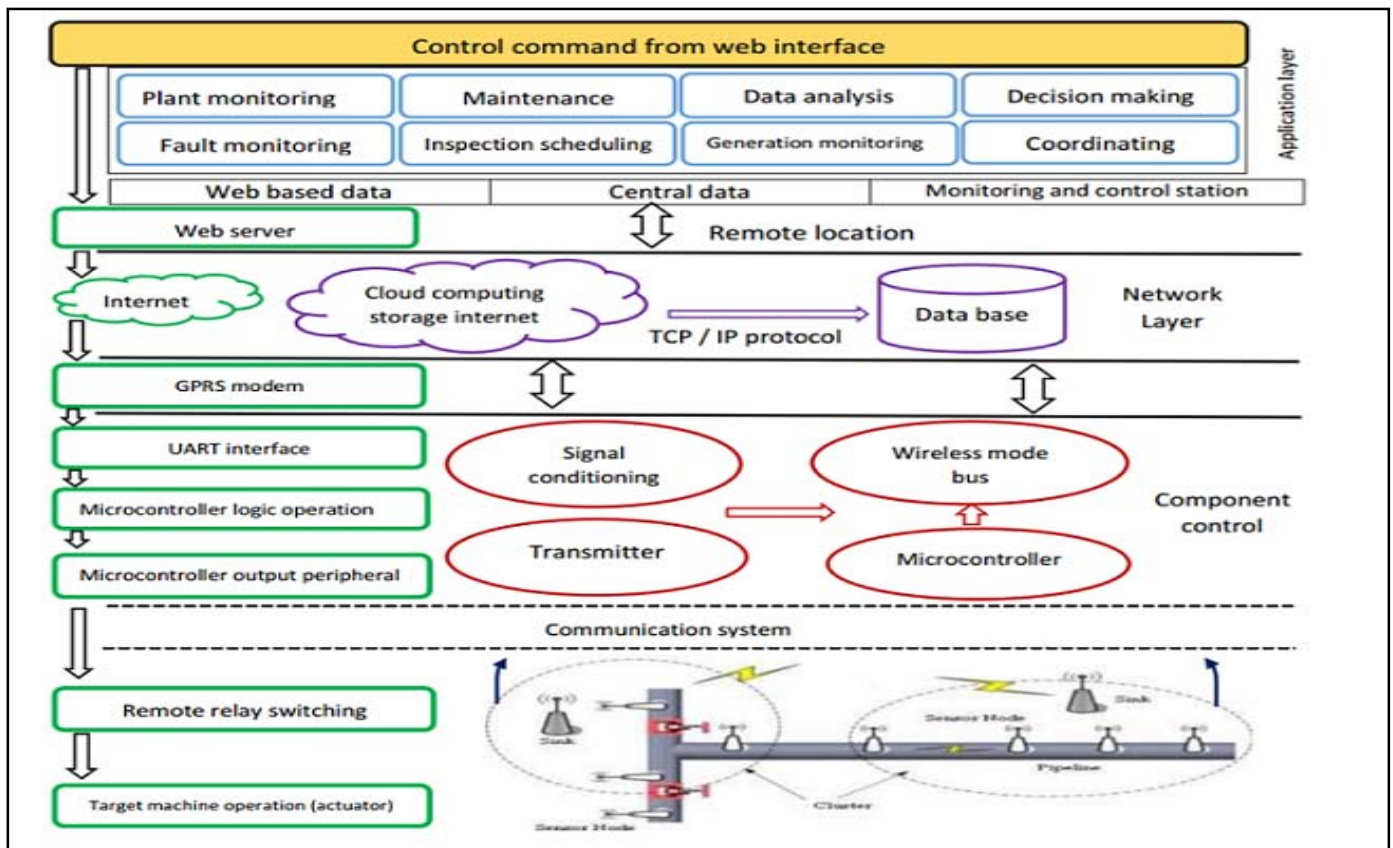 Control command from web interface
Application layer
Plant monitoring
Maintenance
Data analysis
Decision making
Fault monitoring
Inspection scheduling
Generation monitoring
Coordinating
Web based data
Central data
Monitoring and control station
Web server
Remote location
Internet
Cloud computing
storage internet
TCP / IP protocol
Data base
Network
Layer
GPRS modem
UART interface
Signal
conditioning
Wireless mode
bus
Microcontroller logic operation
Component
control
Transmitter
Microcontroller
Microcontroller output peripheral
Communication system
Remote relay switching
Sink
Sensor Node
Sink
Pipeline
Target machine operation (actuator)
Cluster
Sensor Node